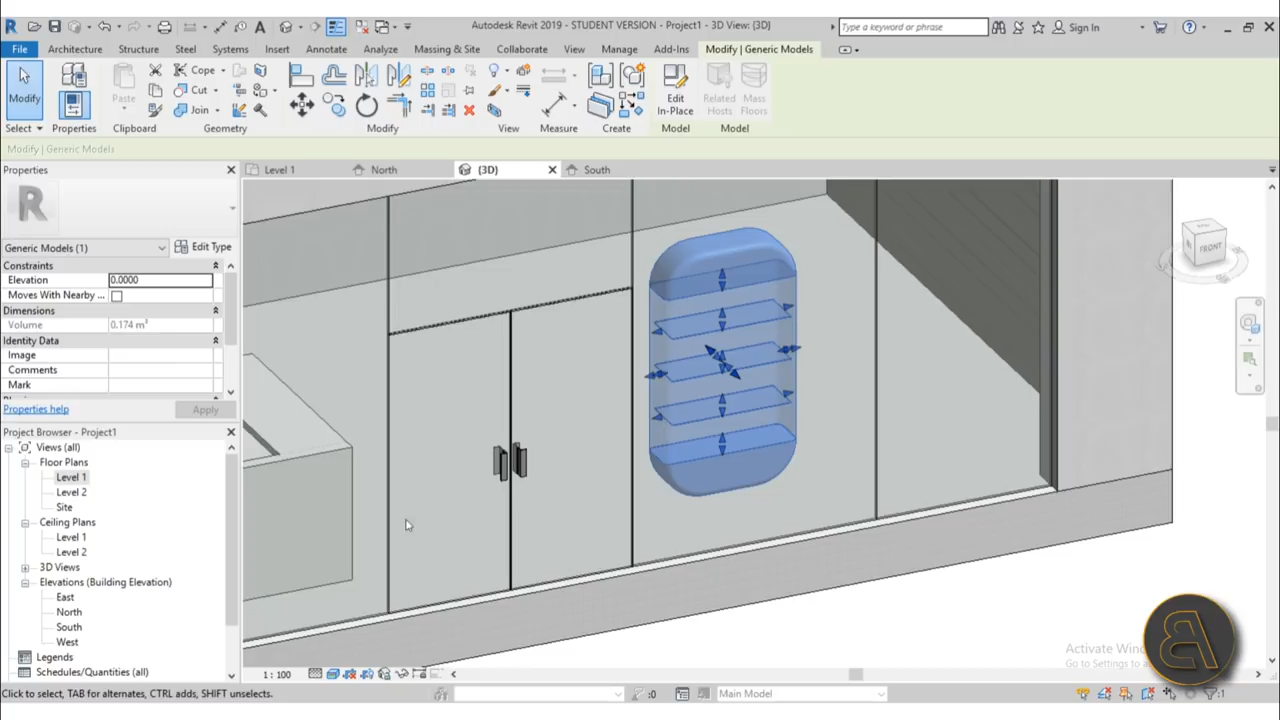 Autodesk Revit 2019 - STUDENT VERSION - Project1 - 3D View: {3D}
Type a keyword or phrase
Sign In
File Architecture Structure Steel Systems Insert Annotate Analyze Massing & Site Collaborate View Manage Add-Ins Modify | Generic Models
Modify
Paste
Cope
Cut
Join
Edit
In-Place
Related
Hosts
Mass
Floors
Select Properties Clipboard Geometry Modify View Measure Create Model Model
Modify | Generic Models
Properties
Level 1 North {3D} South
Generic Models (1) Edit Type
Constraints
Elevation 0.0000
Moves With Nearby ...
Dimensions
Volume 0.174 m³
Identity Data
Image
Comments
Mark
Properties help Apply
Project Browser - Project1
Views (all)
Floor Plans
Level 1
Level 2
Site
Ceiling Plans
Level 1
Level 2
3D Views
Elevations (Building Elevation)
East
North
South
West
Legends
Schedules/Quantities (all)
FRONT
1 : 100
Click to select, TAB for alternates, CTRL adds, SHIFT unselects.
:0
Main Model
:1